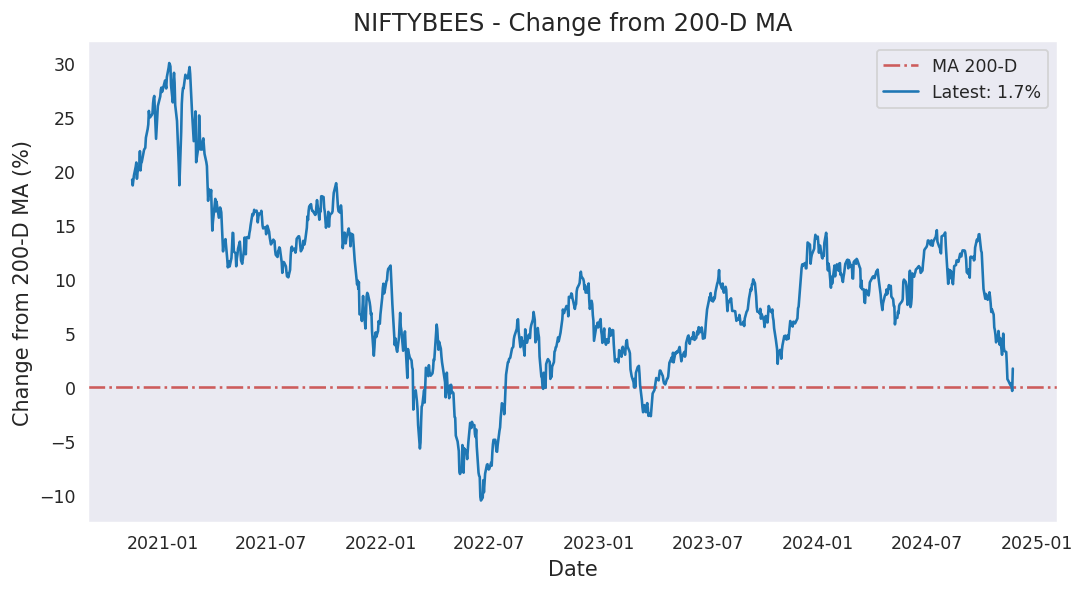 NIFTYBEES - Change from 200-D MA
MA 200-D
Latest: 1.7%
Change from 200-D MA (%)
30
25
20
15
10
5
0
−5
−10
2021-01 2021-07 2022-01 2022-07 2023-01 2023-07 2024-01 2024-07 2025-01
Date